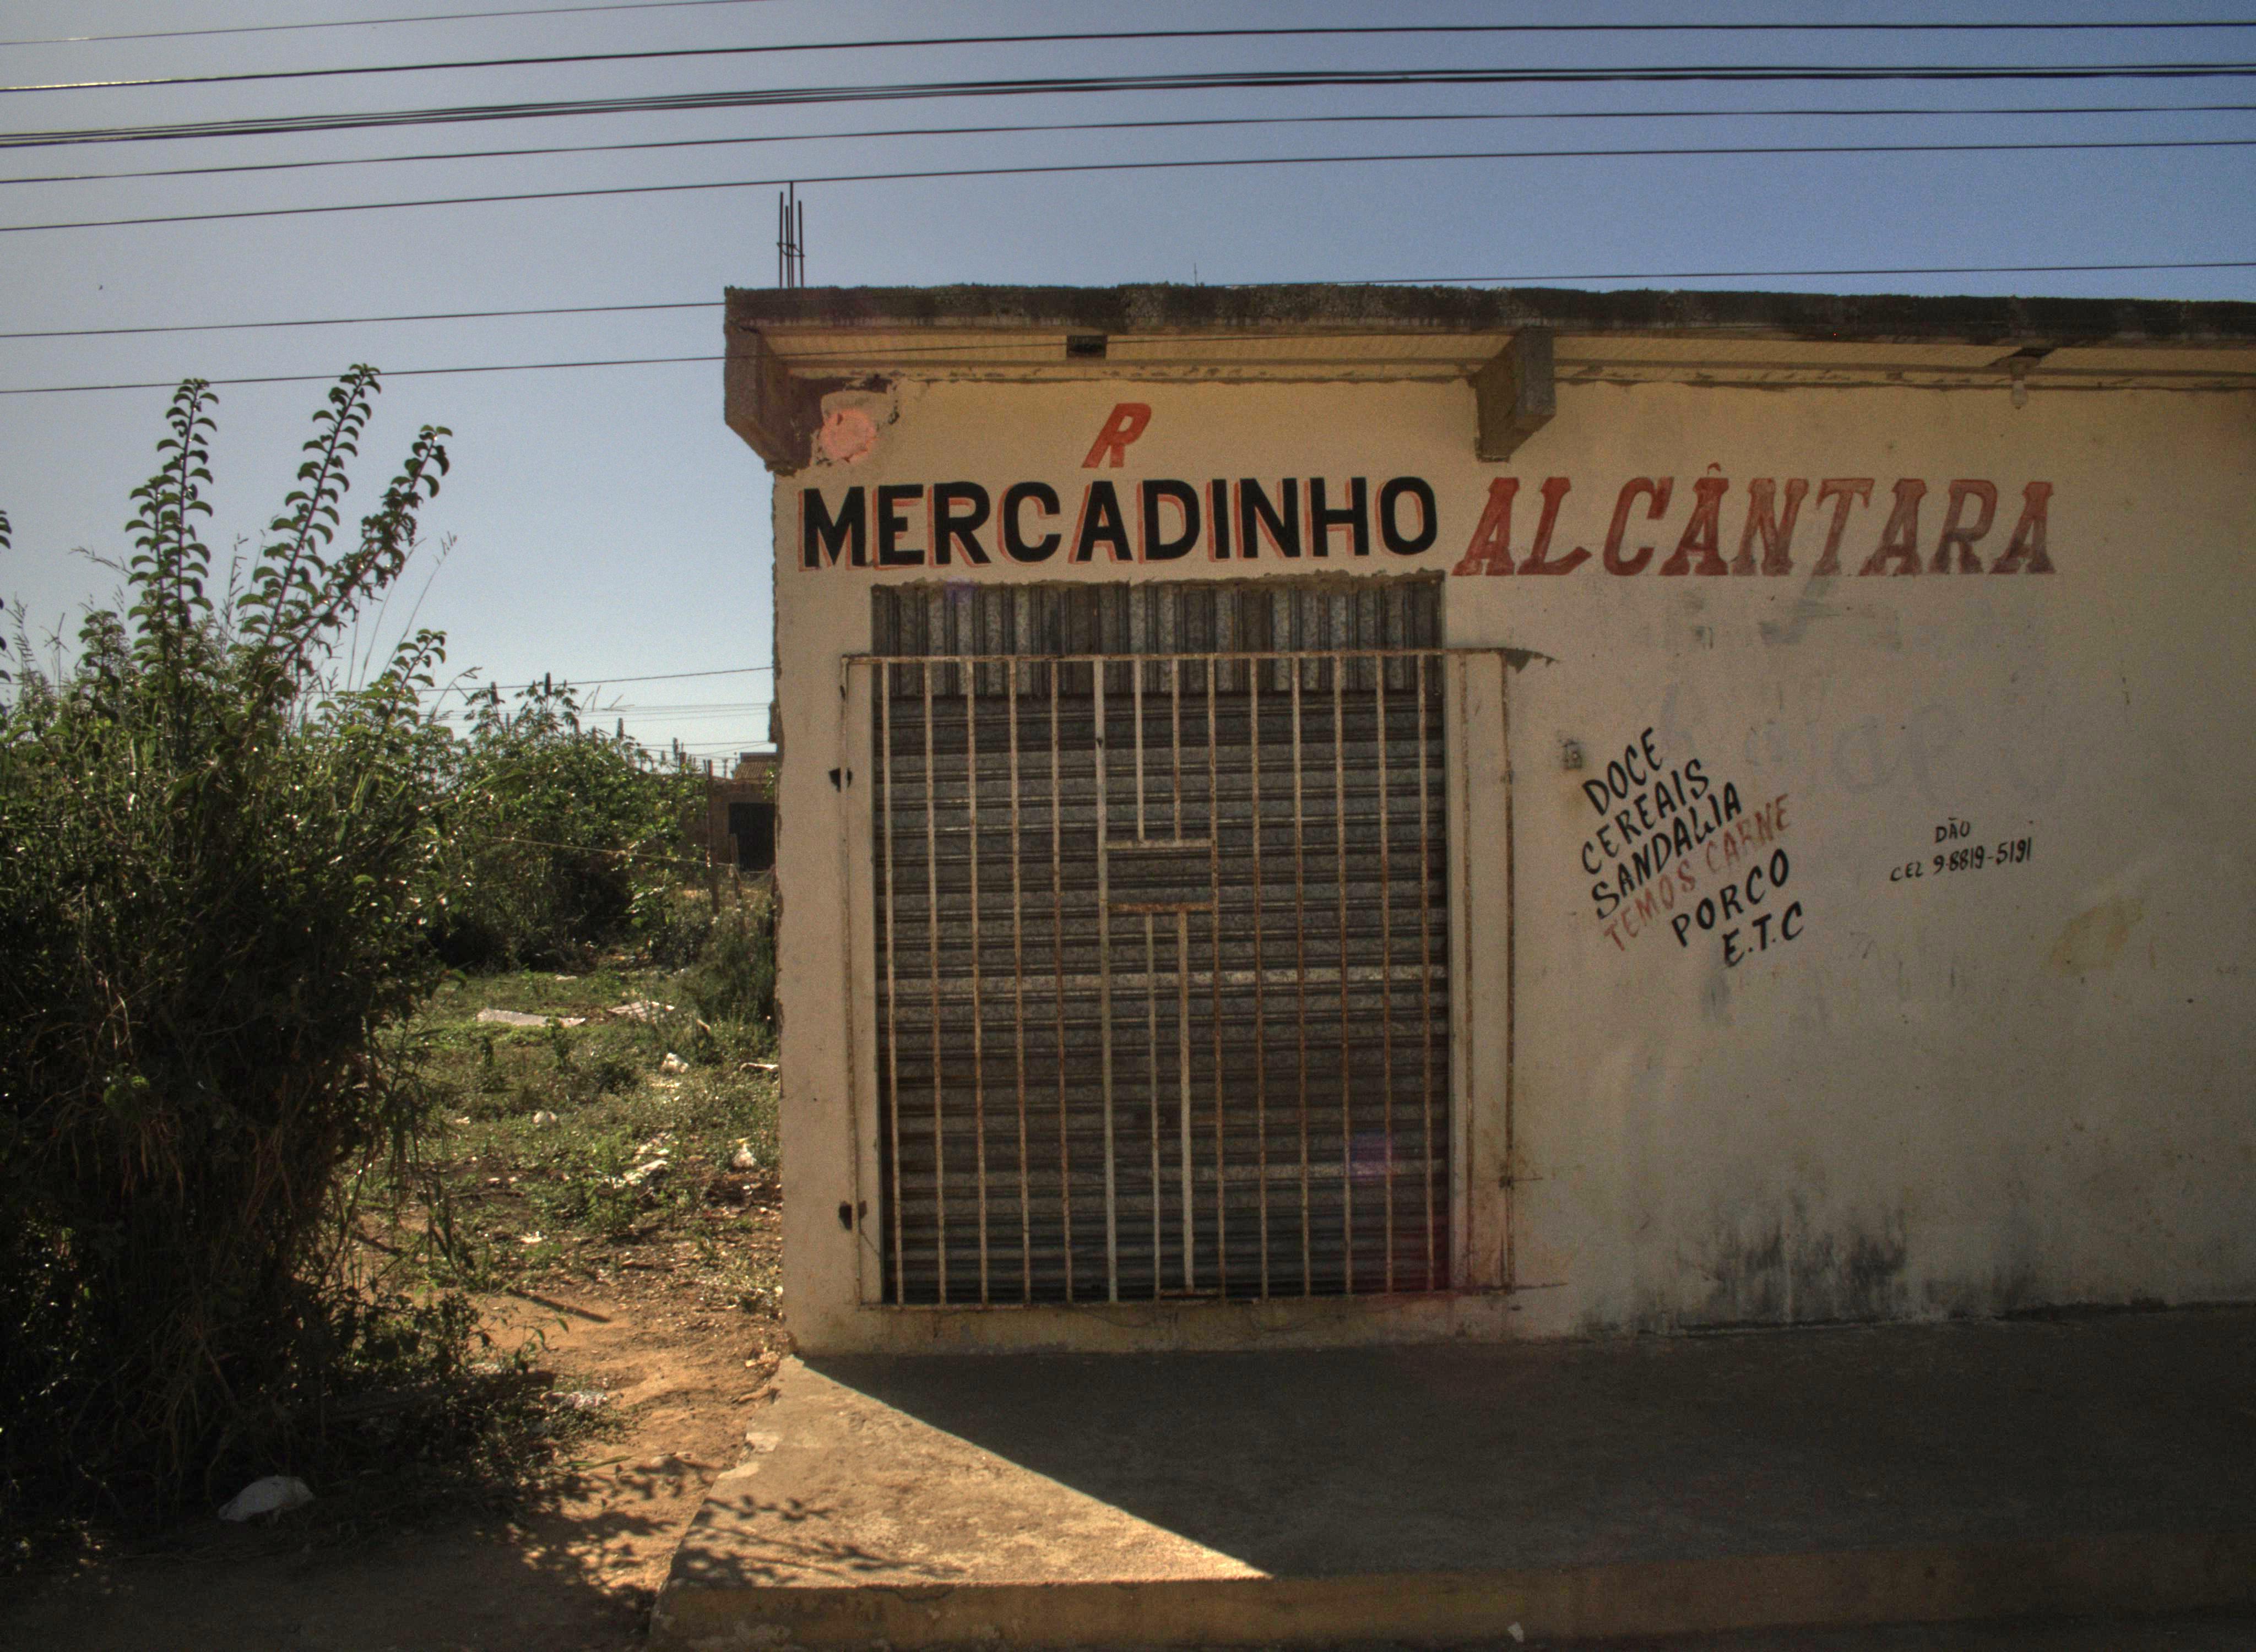 R
MERCADINHO ALCÂNTARA
DOCE
CEREAIS
SANDALIA
TEMOS CARNE
PORCO
E.T.C
DÃO
CEL 9-8819-5191